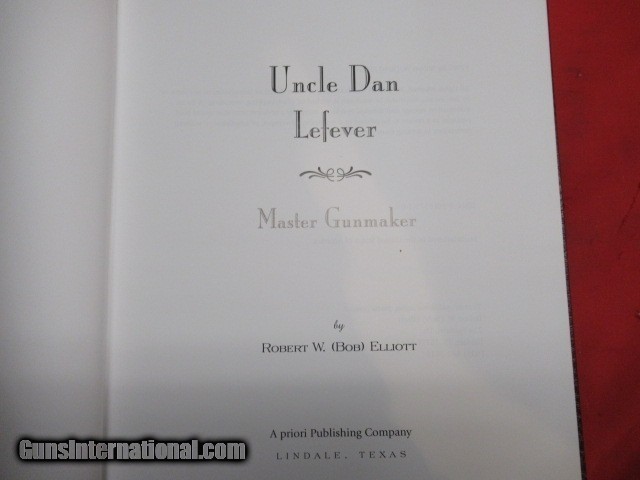 Uncle Dan
Lefever
Master Gunmaker
by
Robert W. (Bob) Elliott
A priori Publishing Company
LINDALE, TEXAS
GunsInternational.com